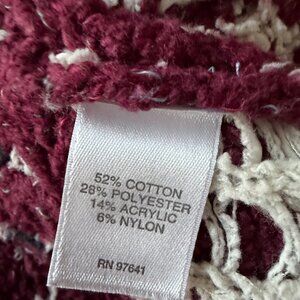 52% COTTON
28% POLYESTER
14% ACRYLIC
6% NYLON
RN 97641